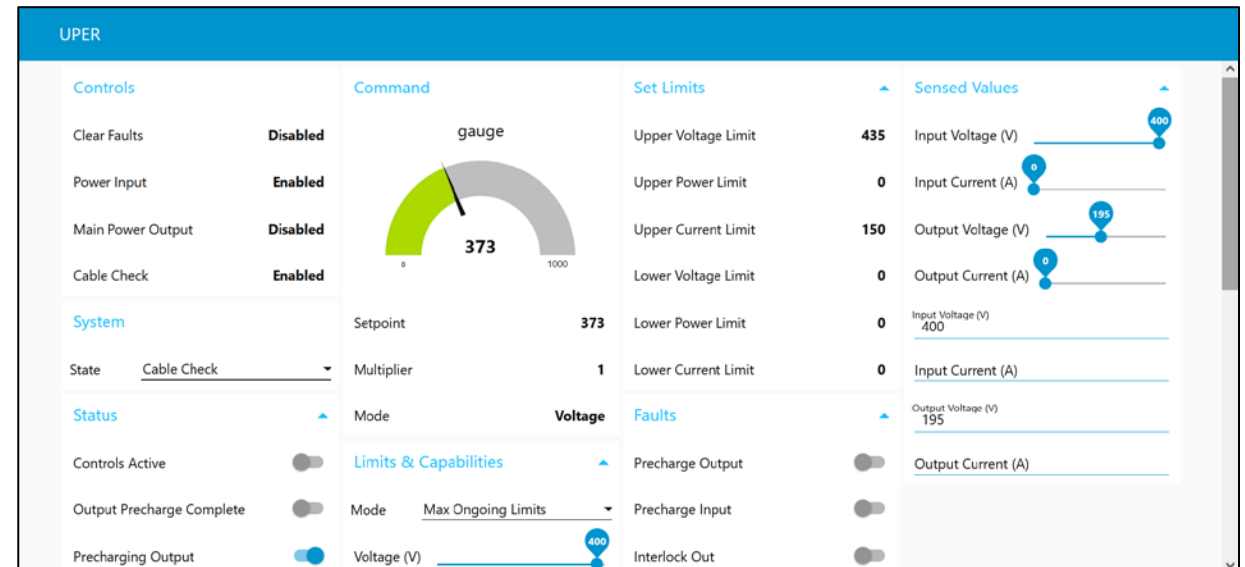 UPER
Controls
Clear Faults Disabled
Power Input Enabled
Main Power Output Disabled
Cable Check Enabled
System
State Cable Check
Status
Controls Active
Output Precharge Complete
Precharging Output
Command
gauge
373
0 1000
Setpoint 373
Multiplier 1
Mode Voltage
Limits & Capabilities
Mode Max Ongoing Limits
400
Voltage (V)
Set Limits
Upper Voltage Limit 435
Upper Power Limit 0
Upper Current Limit 150
Lower Voltage Limit 0
Lower Power Limit 0
Lower Current Limit 0
Faults
Precharge Output
Precharge Input
Interlock Out
Sensed Values
400
Input Voltage (V)
0
Input Current (A)
195
Output Voltage (V)
0
Output Current (A)
Input Voltage (V)
400
Input Current (A)
Output Voltage (V)
195
Output Current (A)